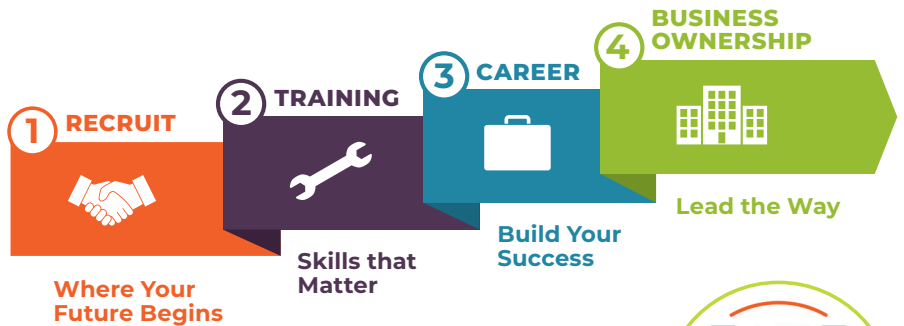 1 RECRUIT
Where Your
Future Begins
2 TRAINING
Skills that
Matter
3 CAREER
Build Your
Success
4 BUSINESS
OWNERSHIP
Lead the Way